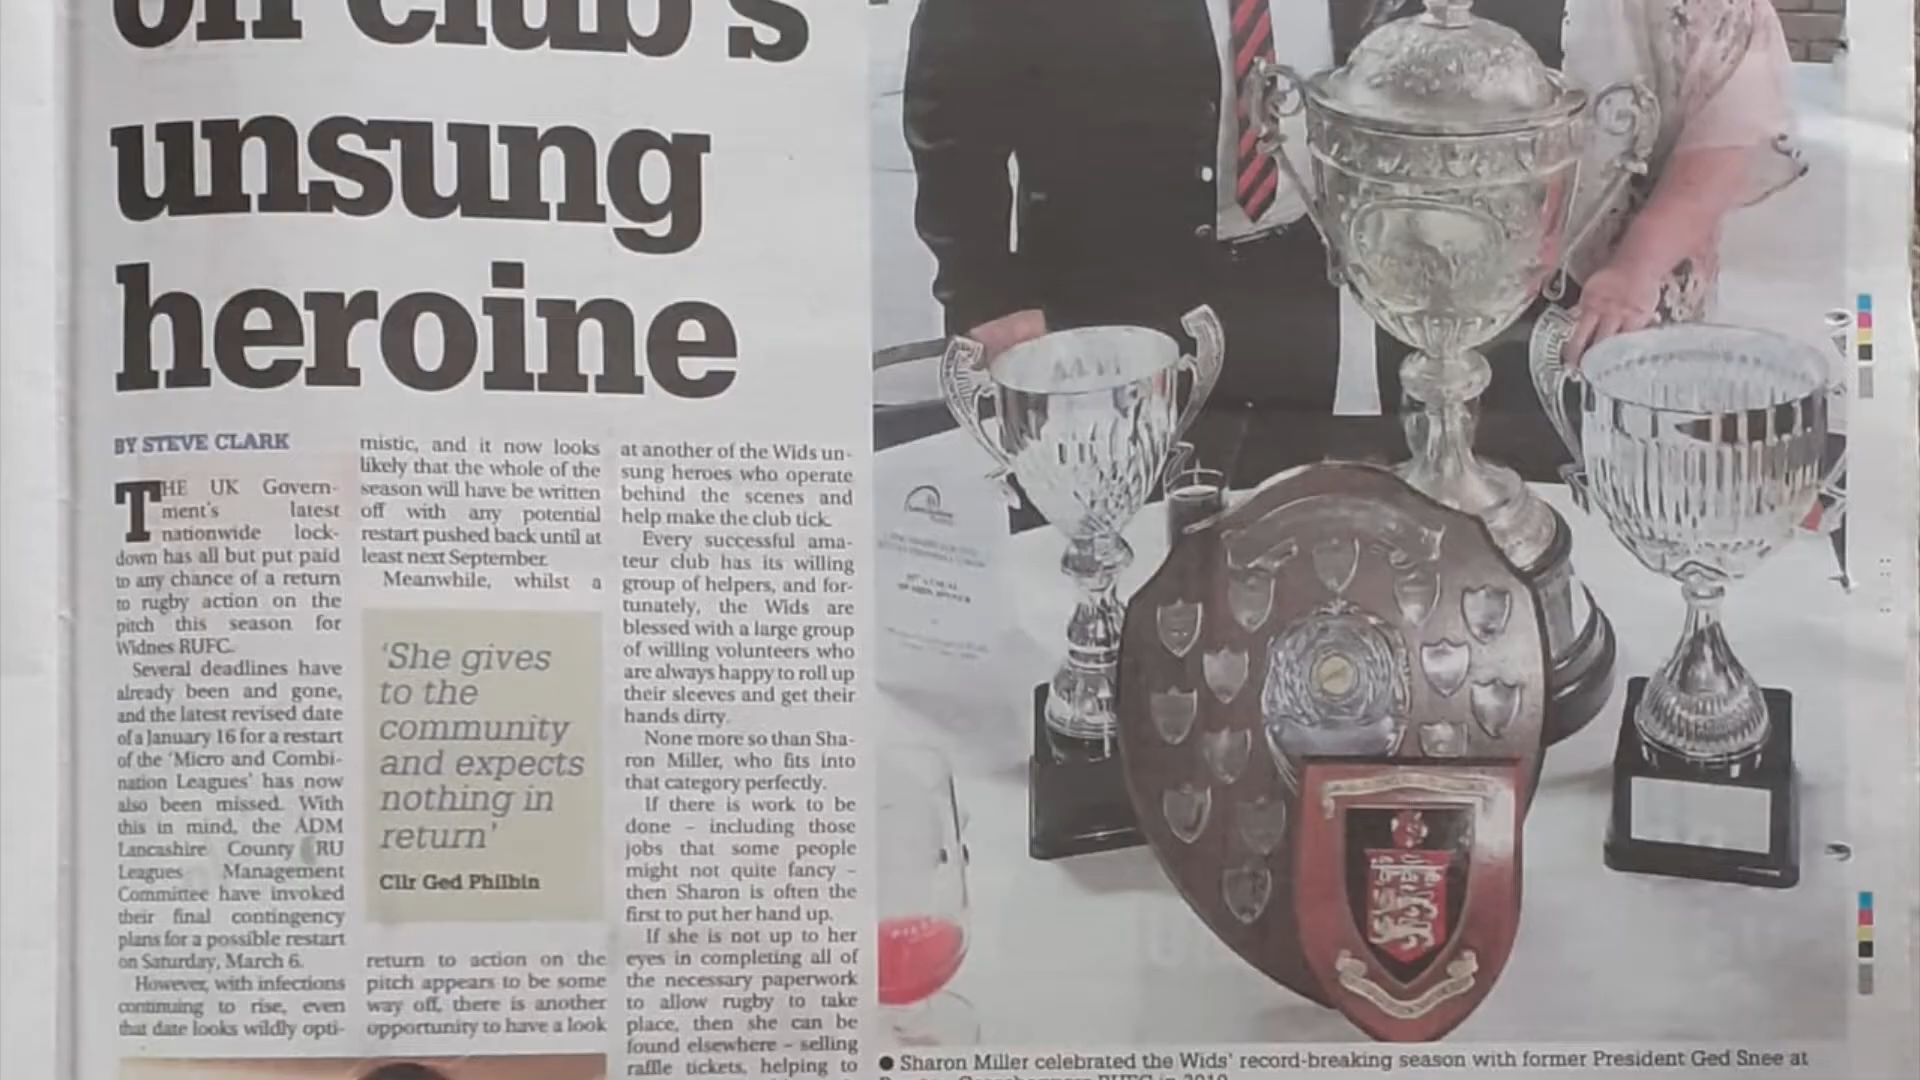 on club's
unsung
heroine
BY STEVE CLARK
THE UK Govern-
ment's latest
nationwide lock-
down has all but put paid
to any chance of a return
to rugby action on the
pitch this season for
Widnes RUFC.
Several deadlines have
already been and gone,
and the latest revised date
of a January 16 for a restart
of the 'Micro and Combi-
nation Leagues' has now
also been missed. With
this in mind, the ADM
Lancashire County RU
Leagues Management
Committee have invoked
their final contingency
plans for a possible restart
on Saturday, March 6.
However, with infections
continuing to rise, even
that date looks wildly opti-
mistic, and it now looks
likely that the whole of the
season will have be written
off with any potential
restart pushed back until at
least next September.
Meanwhile, whilst a
'She gives
to the
community
and expects
nothing in
return'
Cllr Ged Philbin
return to action on the
pitch appears to be some
way off, there is another
opportunity to have a look
at another of the Wids un-
sung heroes who operate
behind the scenes and
help make the club tick.
Every successful ama-
teur club has its willing
group of helpers, and for-
tunately, the Wids are
blessed with a large group
of willing volunteers who
are always happy to roll up
their sleeves and get their
hands dirty.
None more so than Sha-
ron Miller, who fits into
that category perfectly.
If there is work to be
done – including those
jobs that some people
might not quite fancy –
then Sharon is often the
first to put her hand up.
If she is not up to her
eyes in completing all of
the necessary paperwork
to allow rugby to take
place, then she can be
found elsewhere – selling
raffle tickets, helping to
● Sharon Miller celebrated the Wids' record-breaking season with former President Ged Snee at